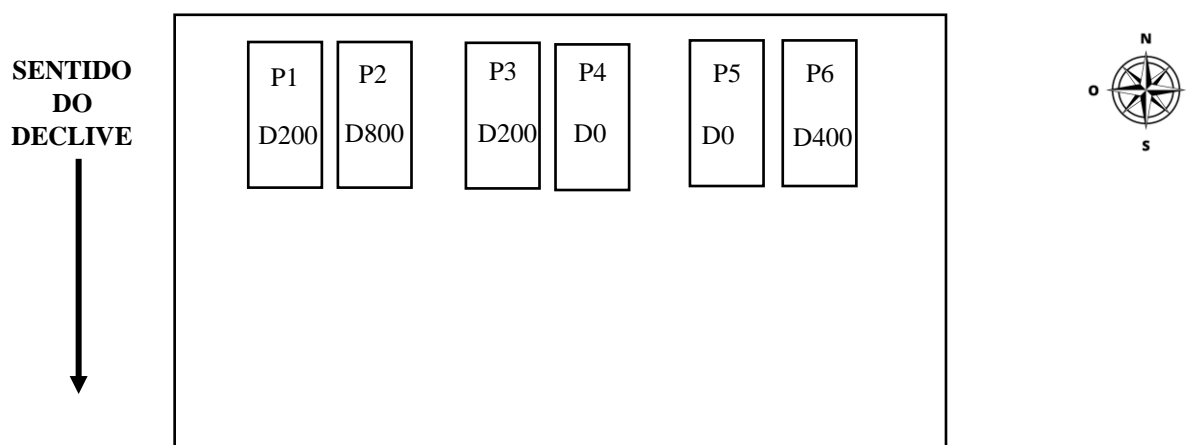 SENTIDO
DO
DECLIVE
P1
D200
P2
D800
P3
D200
P4
D0
P5
D0
P6
D400
N
O
S